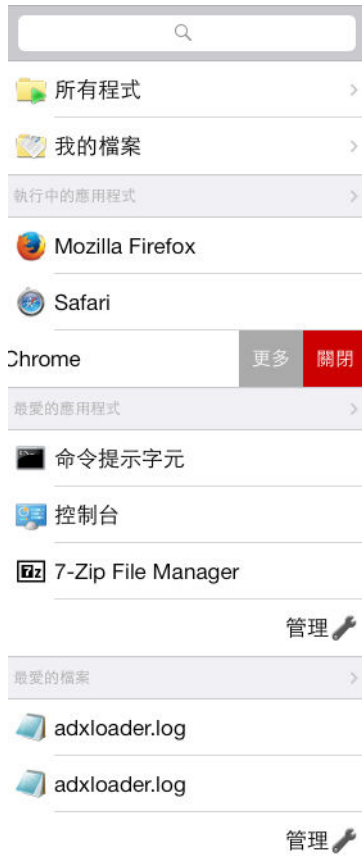 所有程式
我的檔案
執行中的應用程式
Mozilla Firefox
Safari
Chrome 更多 關閉
最愛的應用程式
命令提示字元
控制台
7-Zip File Manager
管理
最愛的檔案
adxloader.log
adxloader.log
管理